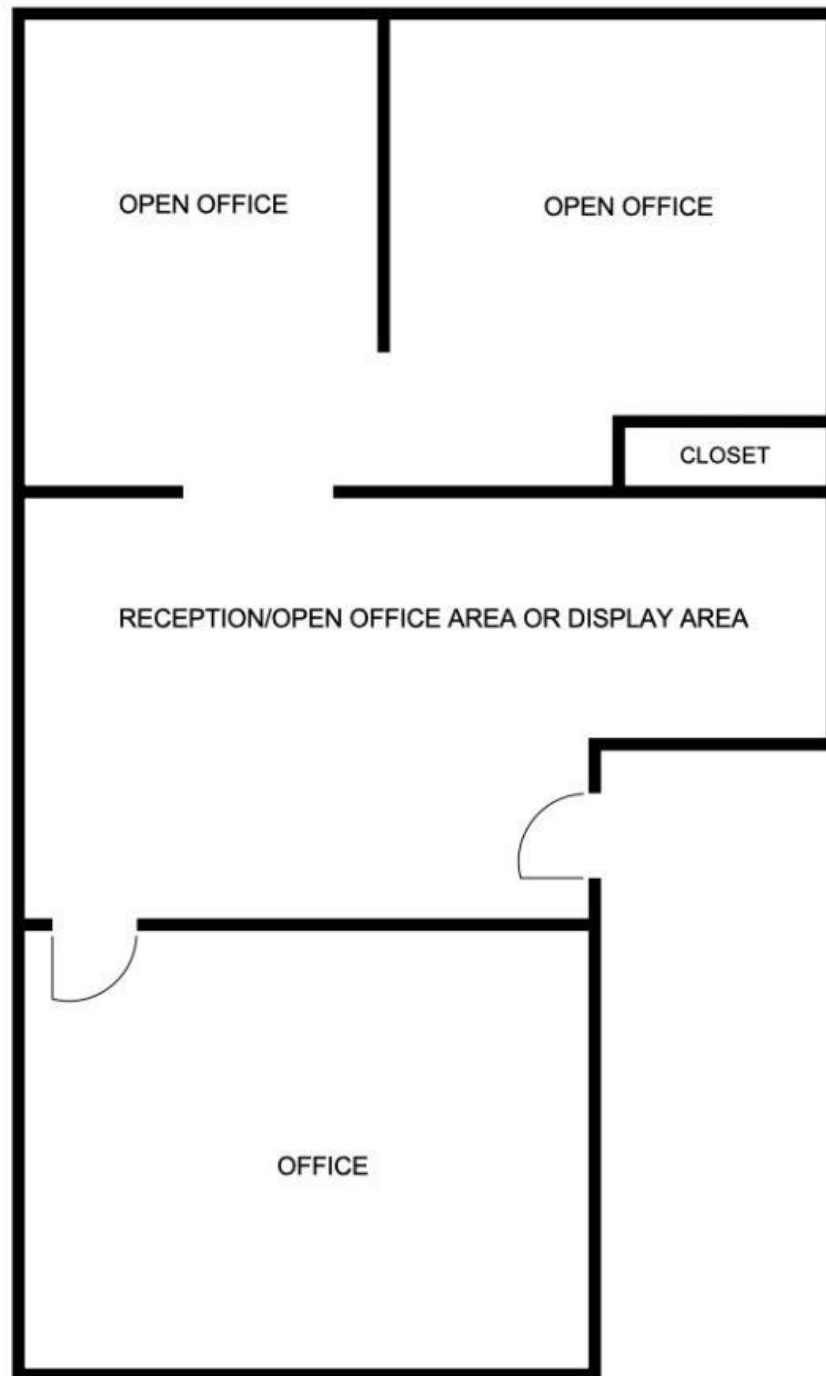 OPEN OFFICE
OPEN OFFICE
CLOSET
RECEPTION/OPEN OFFICE AREA OR DISPLAY AREA
OFFICE